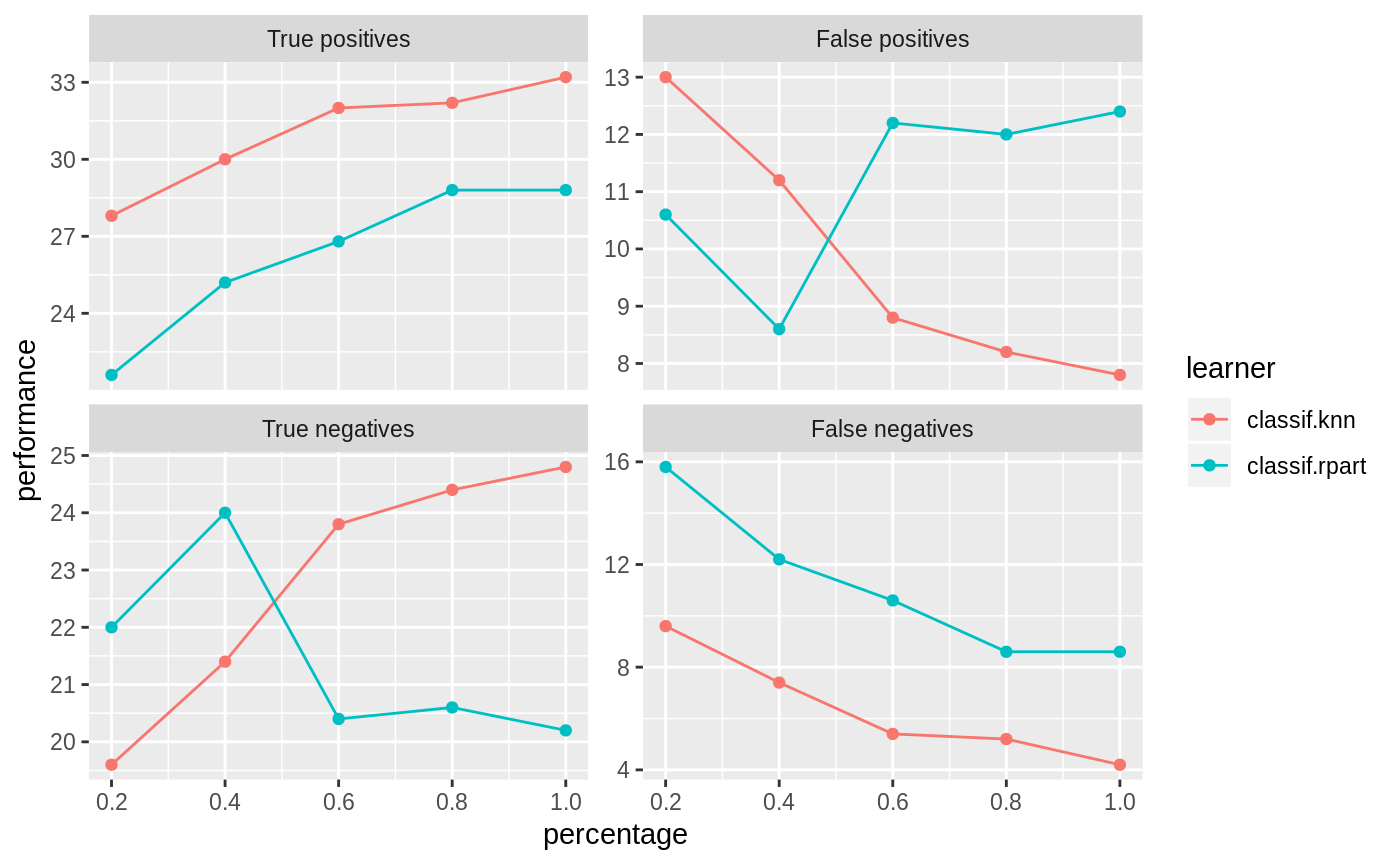 True positives
False positives
33
30
27
24
13
12
11
10
9
8
True negatives
False negatives
25
24
23
22
21
20
16
12
8
4
0.2 0.4 0.6 0.8 1.0
0.2 0.4 0.6 0.8 1.0
percentage
performance
learner
classif.knn
classif.rpart